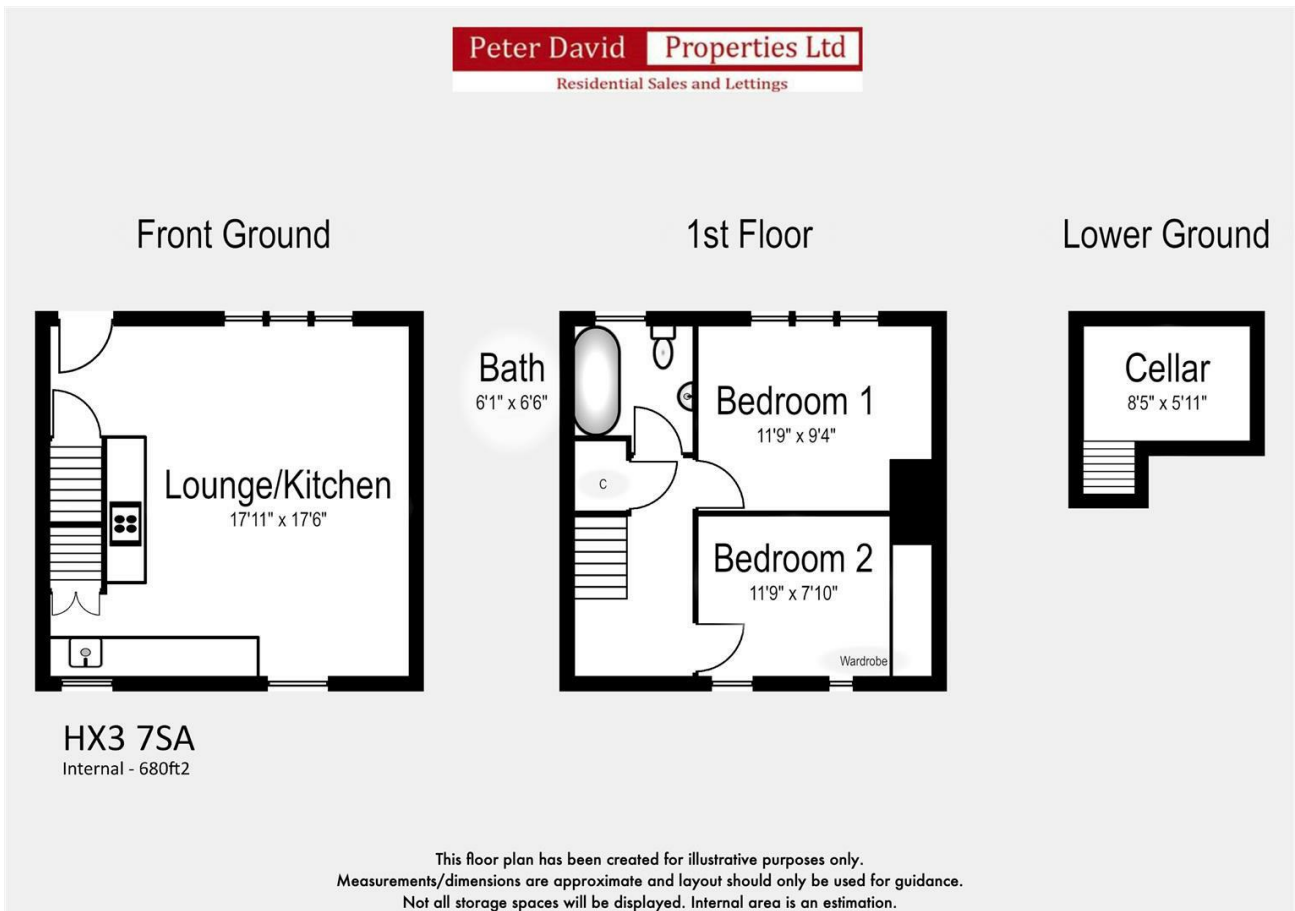 Peter David Properties Ltd
Residential Sales and Lettings
Front Ground
1st Floor
Lower Ground
Lounge/Kitchen
17'11" x 17'6"
Bath
6'1" x 6'6"
C
Bedroom 1
11'9" x 9'4"
Bedroom 2
11'9" x 7'10"
Wardrobe
Cellar
8'5" x 5'11"
HX3 7SA
Internal - 680ft2
This floor plan has been created for illustrative purposes only.
Measurements/dimensions are approximate and layout should only be used for guidance.
Not all storage spaces will be displayed. Internal area is an estimation.